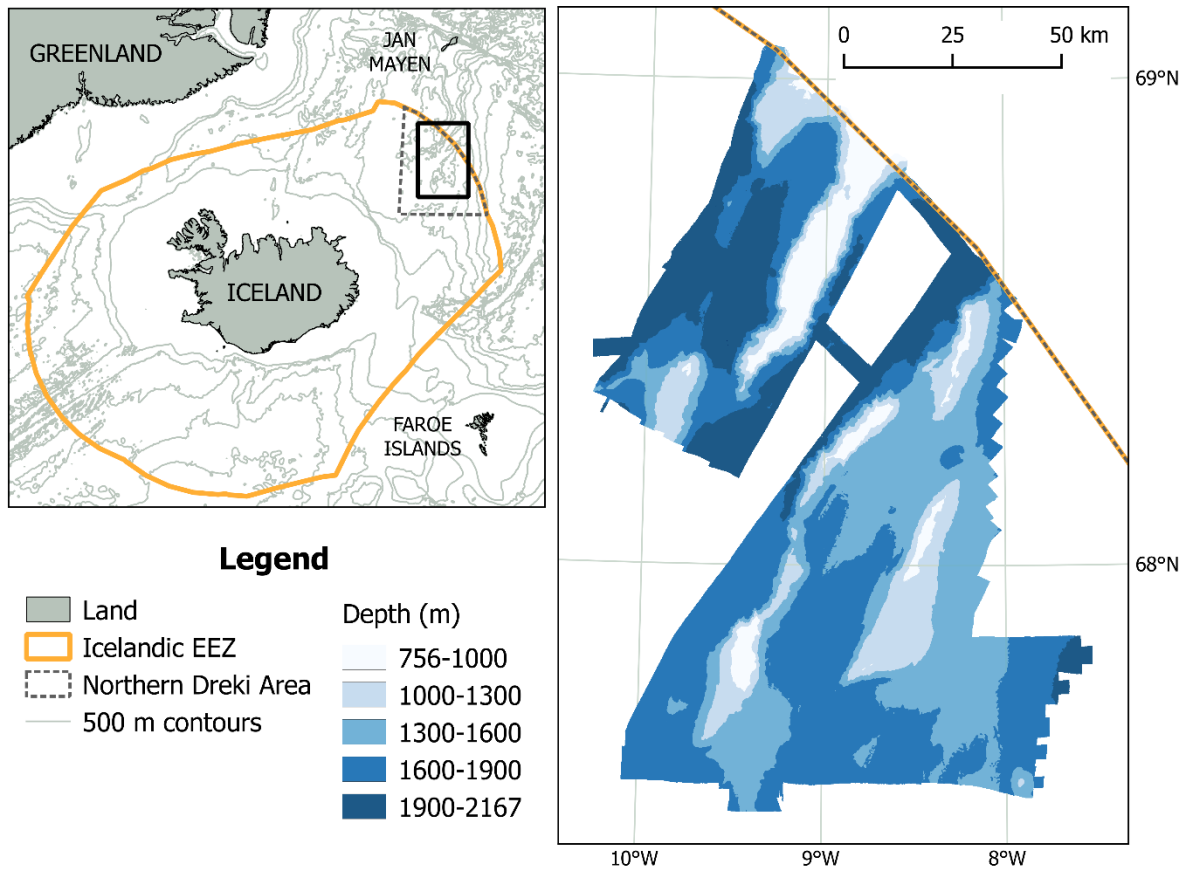 GREENLAND
JAN
MAYEN
ICELAND
FAROE
ISLANDS
Legend
Land
Icelandic EEZ
Northern Dreki Area
500 m contours
Depth (m)
756-1000
1000-1300
1300-1600
1600-1900
1900-2167
0 25 50 km
69°N
68°N
10°W 9°W 8°W